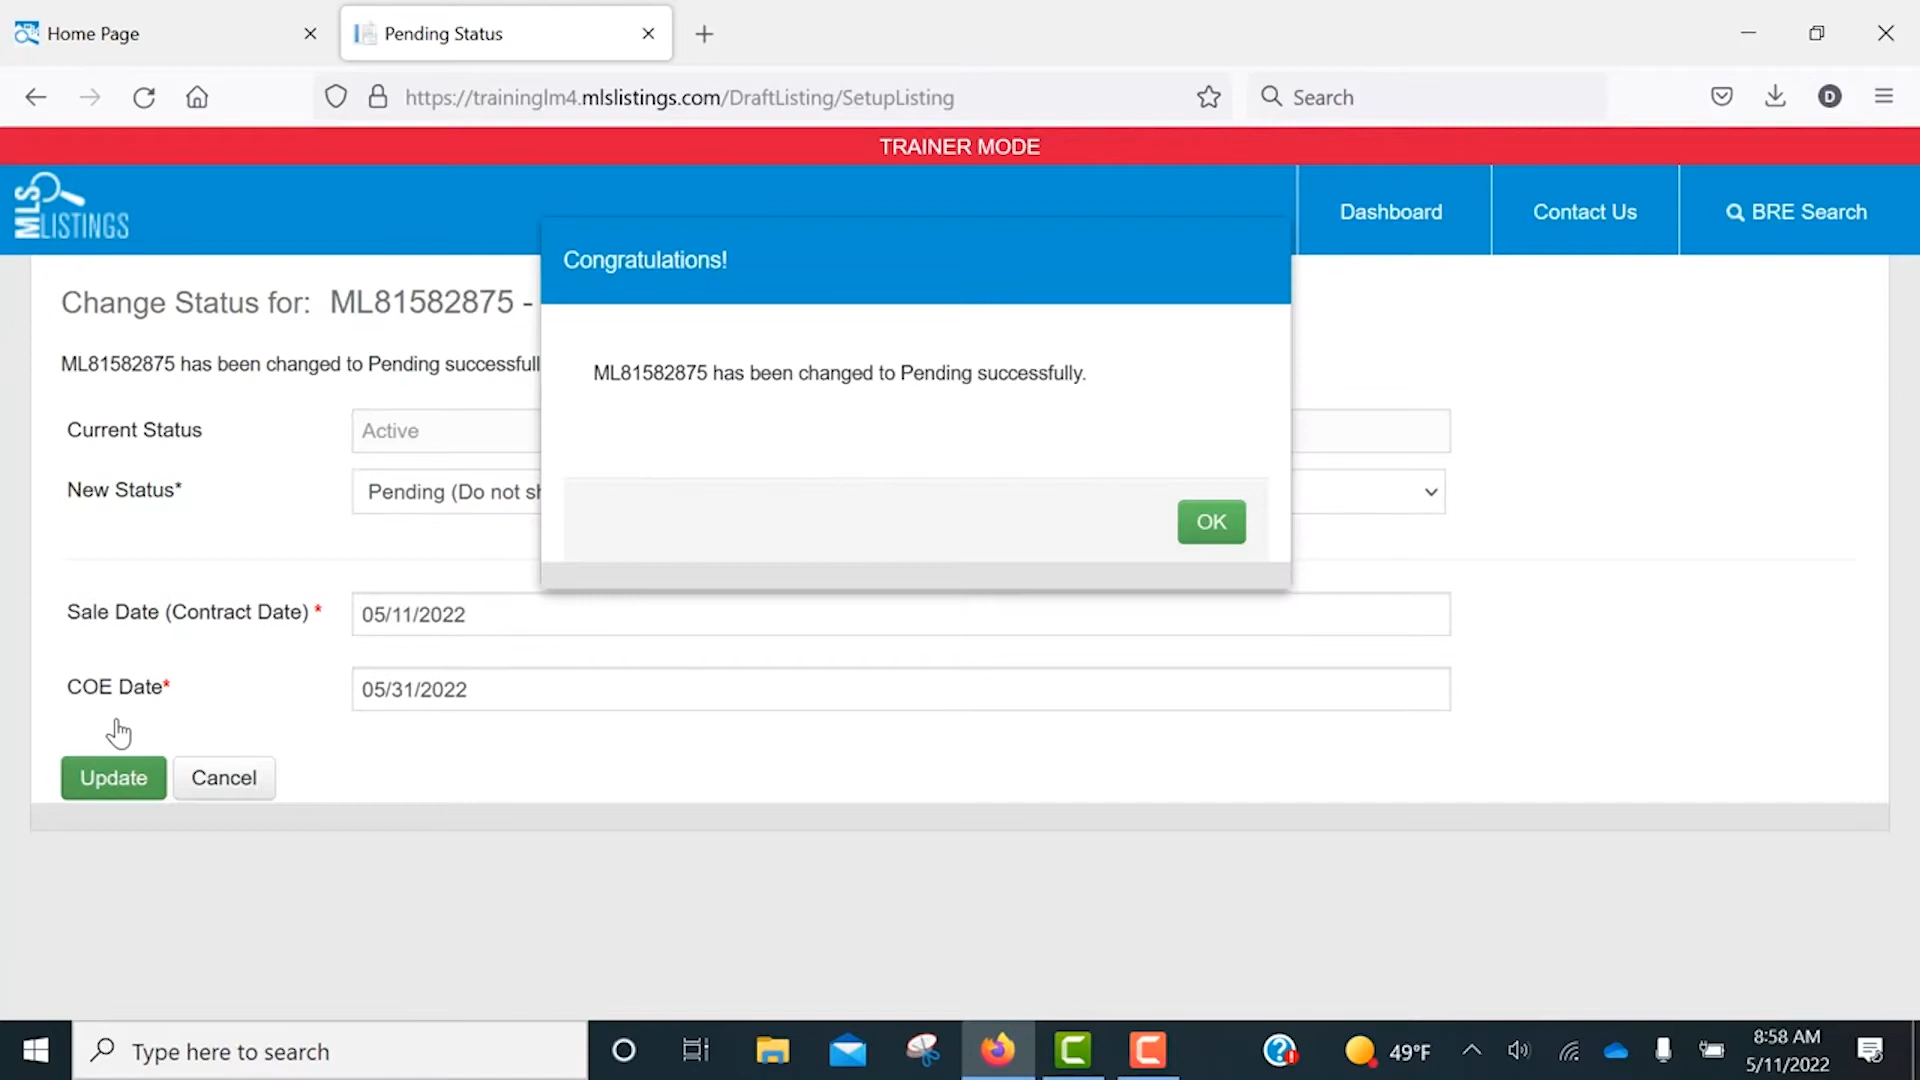 Home Page
Pending Status
https://traininglm4.mlslistings.com/DraftListing/SetupListing
Search
D
TRAINER MODE
MLS
LISTINGS
Dashboard
Contact Us
BRE Search
Congratulations!
Change Status for: ML81582875 -
ML81582875 has been changed to Pending successfull
ML81582875 has been changed to Pending successfully.
Current Status
Active
New Status*
Pending (Do not sh
OK
Sale Date (Contract Date) *
05/11/2022
COE Date*
05/31/2022
Update
Cancel
Type here to search
49°F
8:58 AM
5/11/2022